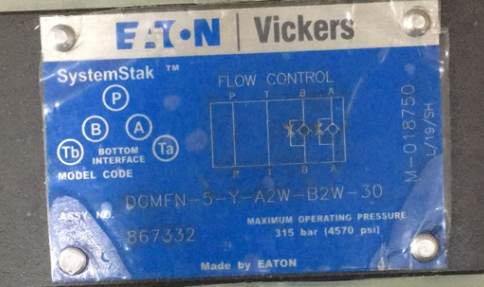 EATON Vickers
SystemStak ™
FLOW CONTROL
P T B A
P
B A
Tb BOTTOM INTERFACE Ta
P T B A
MODEL CODE
DGMFN-5-Y-A2W-B2W-30
ASSY. NO.
867332
MAXIMUM OPERATING PRESSURE
315 bar (4570 psi)
Made by EATON
M-018750
L/19/SH